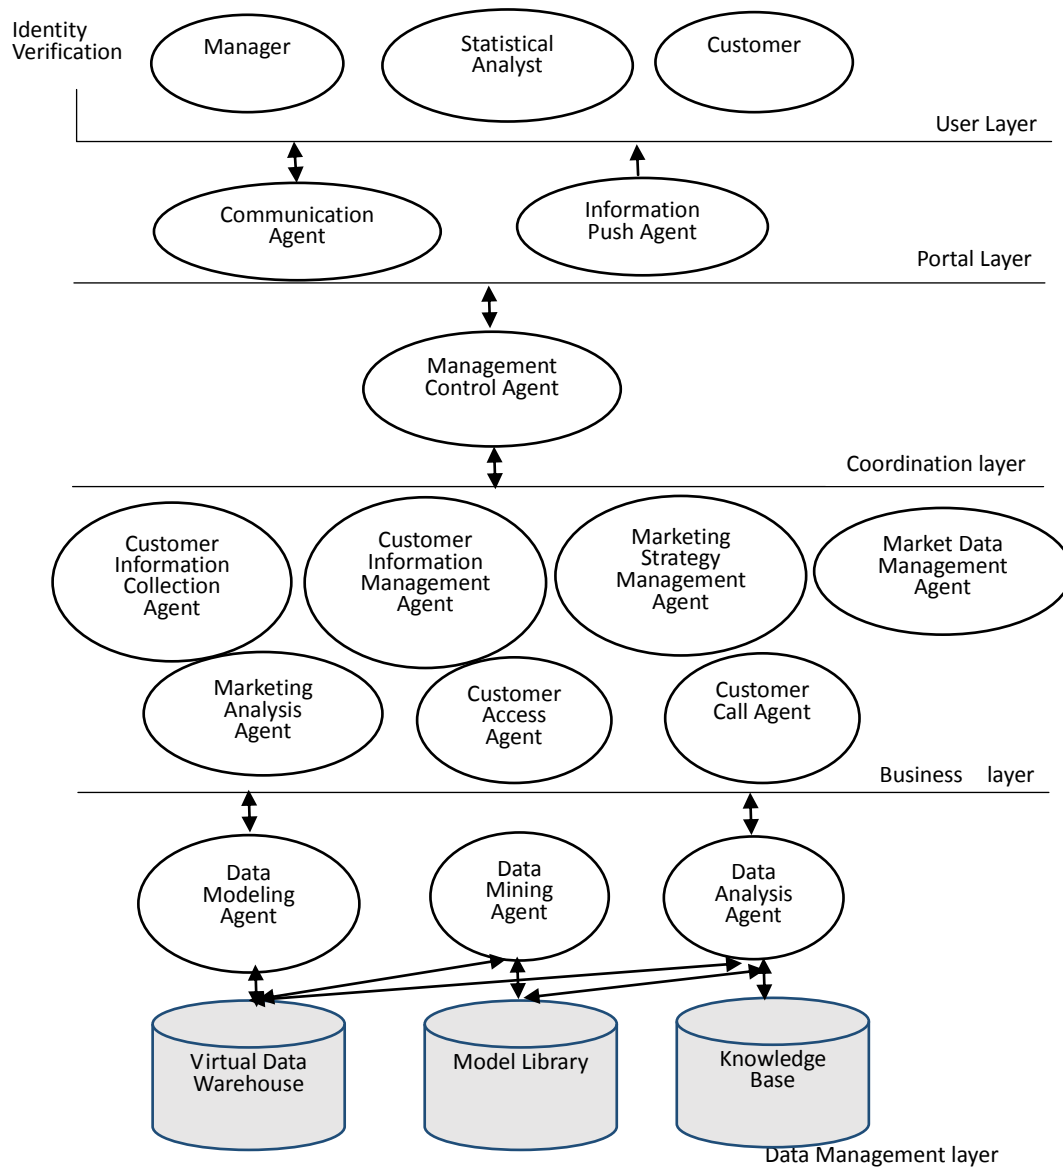 Identity
Verification
Manager
Statistical
Analyst
Customer
User Layer
Communication
Agent
Information
Push Agent
Portal Layer
Management
Control Agent
Coordination layer
Customer
Information
Collection
Agent
Customer
Information
Management
Agent
Marketing
Strategy
Management
Agent
Market Data
Management
Agent
Marketing
Analysis
Agent
Customer
Access
Agent
Customer
Call Agent
Business layer
Data
Modeling
Agent
Data
Mining
Agent
Data
Analysis
Agent
Virtual Data
Warehouse
Model Library
Knowledge
Base
Data Management layer